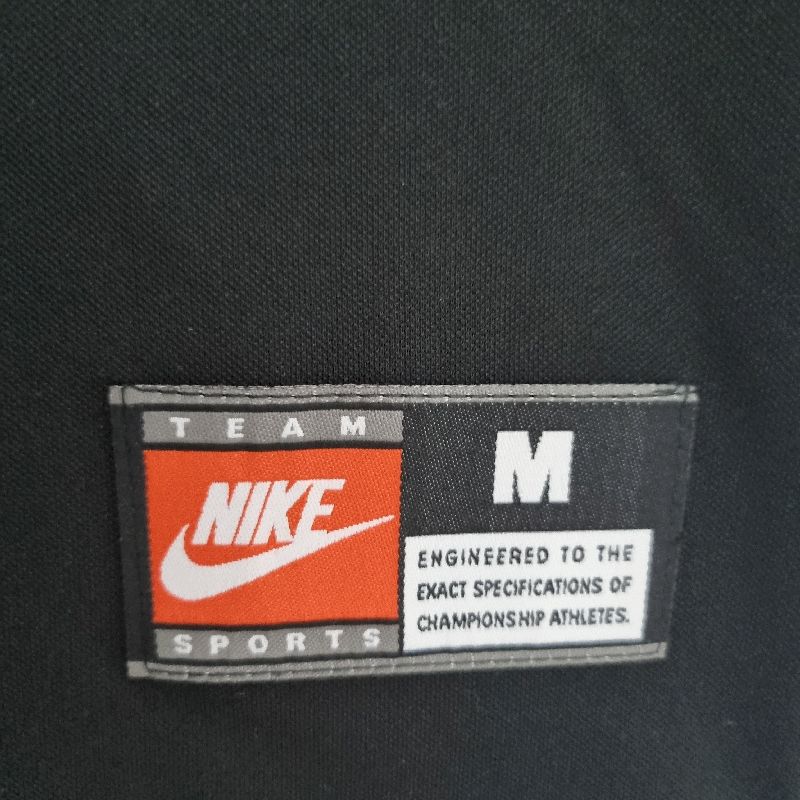 TEAM
NIKE
SPORTS
M
ENGINEERED TO THE
EXACT SPECIFICATIONS OF
CHAMPIONSHIP ATHLETES.